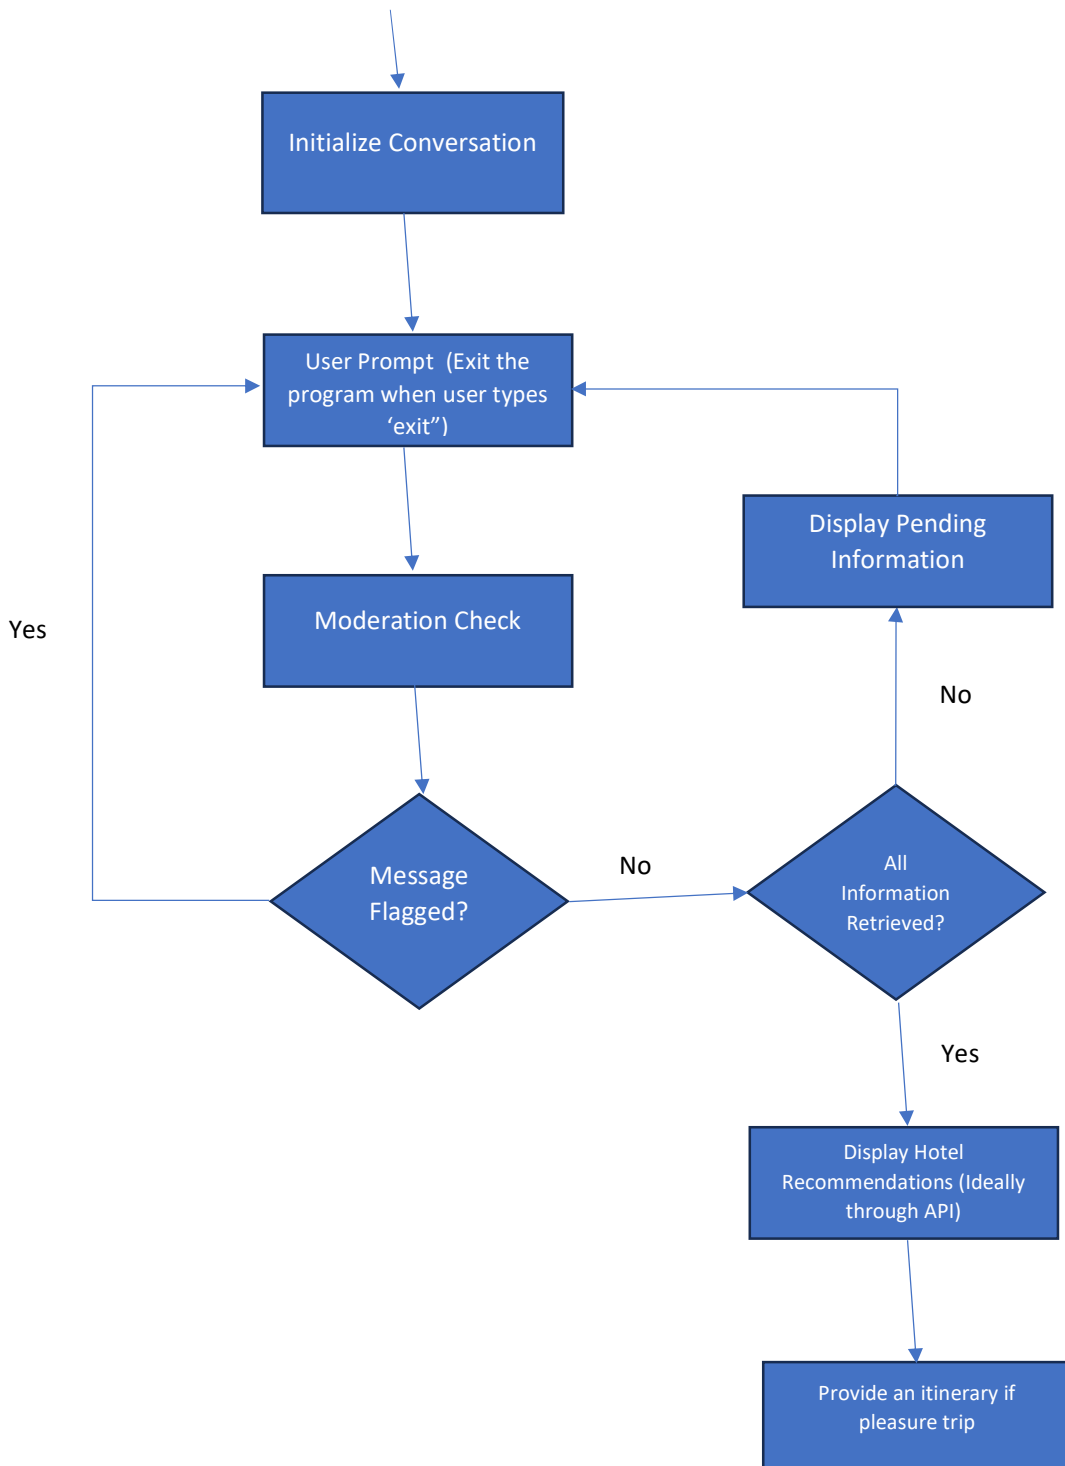 Initialize Conversation
User Prompt  (Exit the
program when user types
‘exit”)
Display Pending
Information
Moderation Check
Yes
No
Message
Flagged?
No
All
Information
Retrieved?
Yes
Display Hotel
Recommendations (Ideally
through API)
Provide an itinerary if
pleasure trip